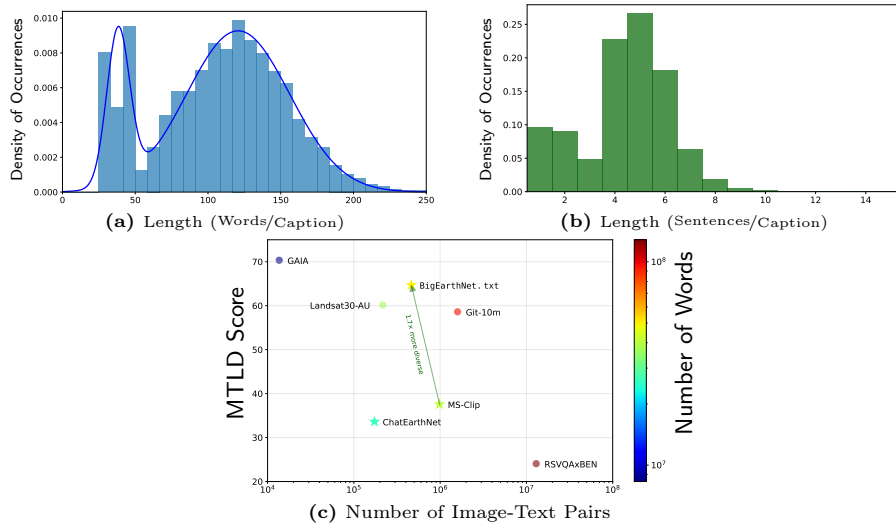 Density of Occurrences
0.010
0.008
0.006
0.004
0.002
0.000
0 50 100 150 200 250
(a) Length (Words/Caption)
Density of Occurrences
0.25
0.20
0.15
0.10
0.05
0.00
2 4 6 8 10 12 14
(b) Length (Sentences/Caption)
MTLD Score
70
60
50
40
30
20
GAIA
BigEarthNet.txt
Landsat30-AU
Git-10m
1.7× more diverse
MS-Clip
ChatEarthNet
RSVQAxBEN
10^4 10^5 10^6 10^7 10^8
10^8
10^7
Number of Words
(c) Number of Image-Text Pairs